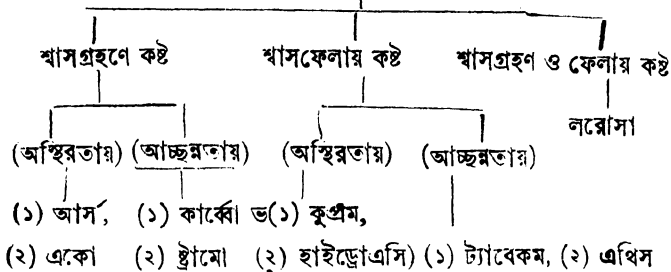 শ্বাসগ্রহণে কষ্ট শ্বাসফেলায় কষ্ট শ্বাসগ্রহণ ও ফেলায় কষ্ট
লরোসা
(অস্থিরতায়) (আচ্ছন্নতায়) (অস্থিরতায়) (আচ্ছন্নতায়)
(১) আর্স, (১) কার্ব্বো ভ (১) কুপ্রম,
(২) একো (২) ষ্ট্রামো (২) হাইড্রোএসি) (১) ট্যাবেকম, (২) এথিস